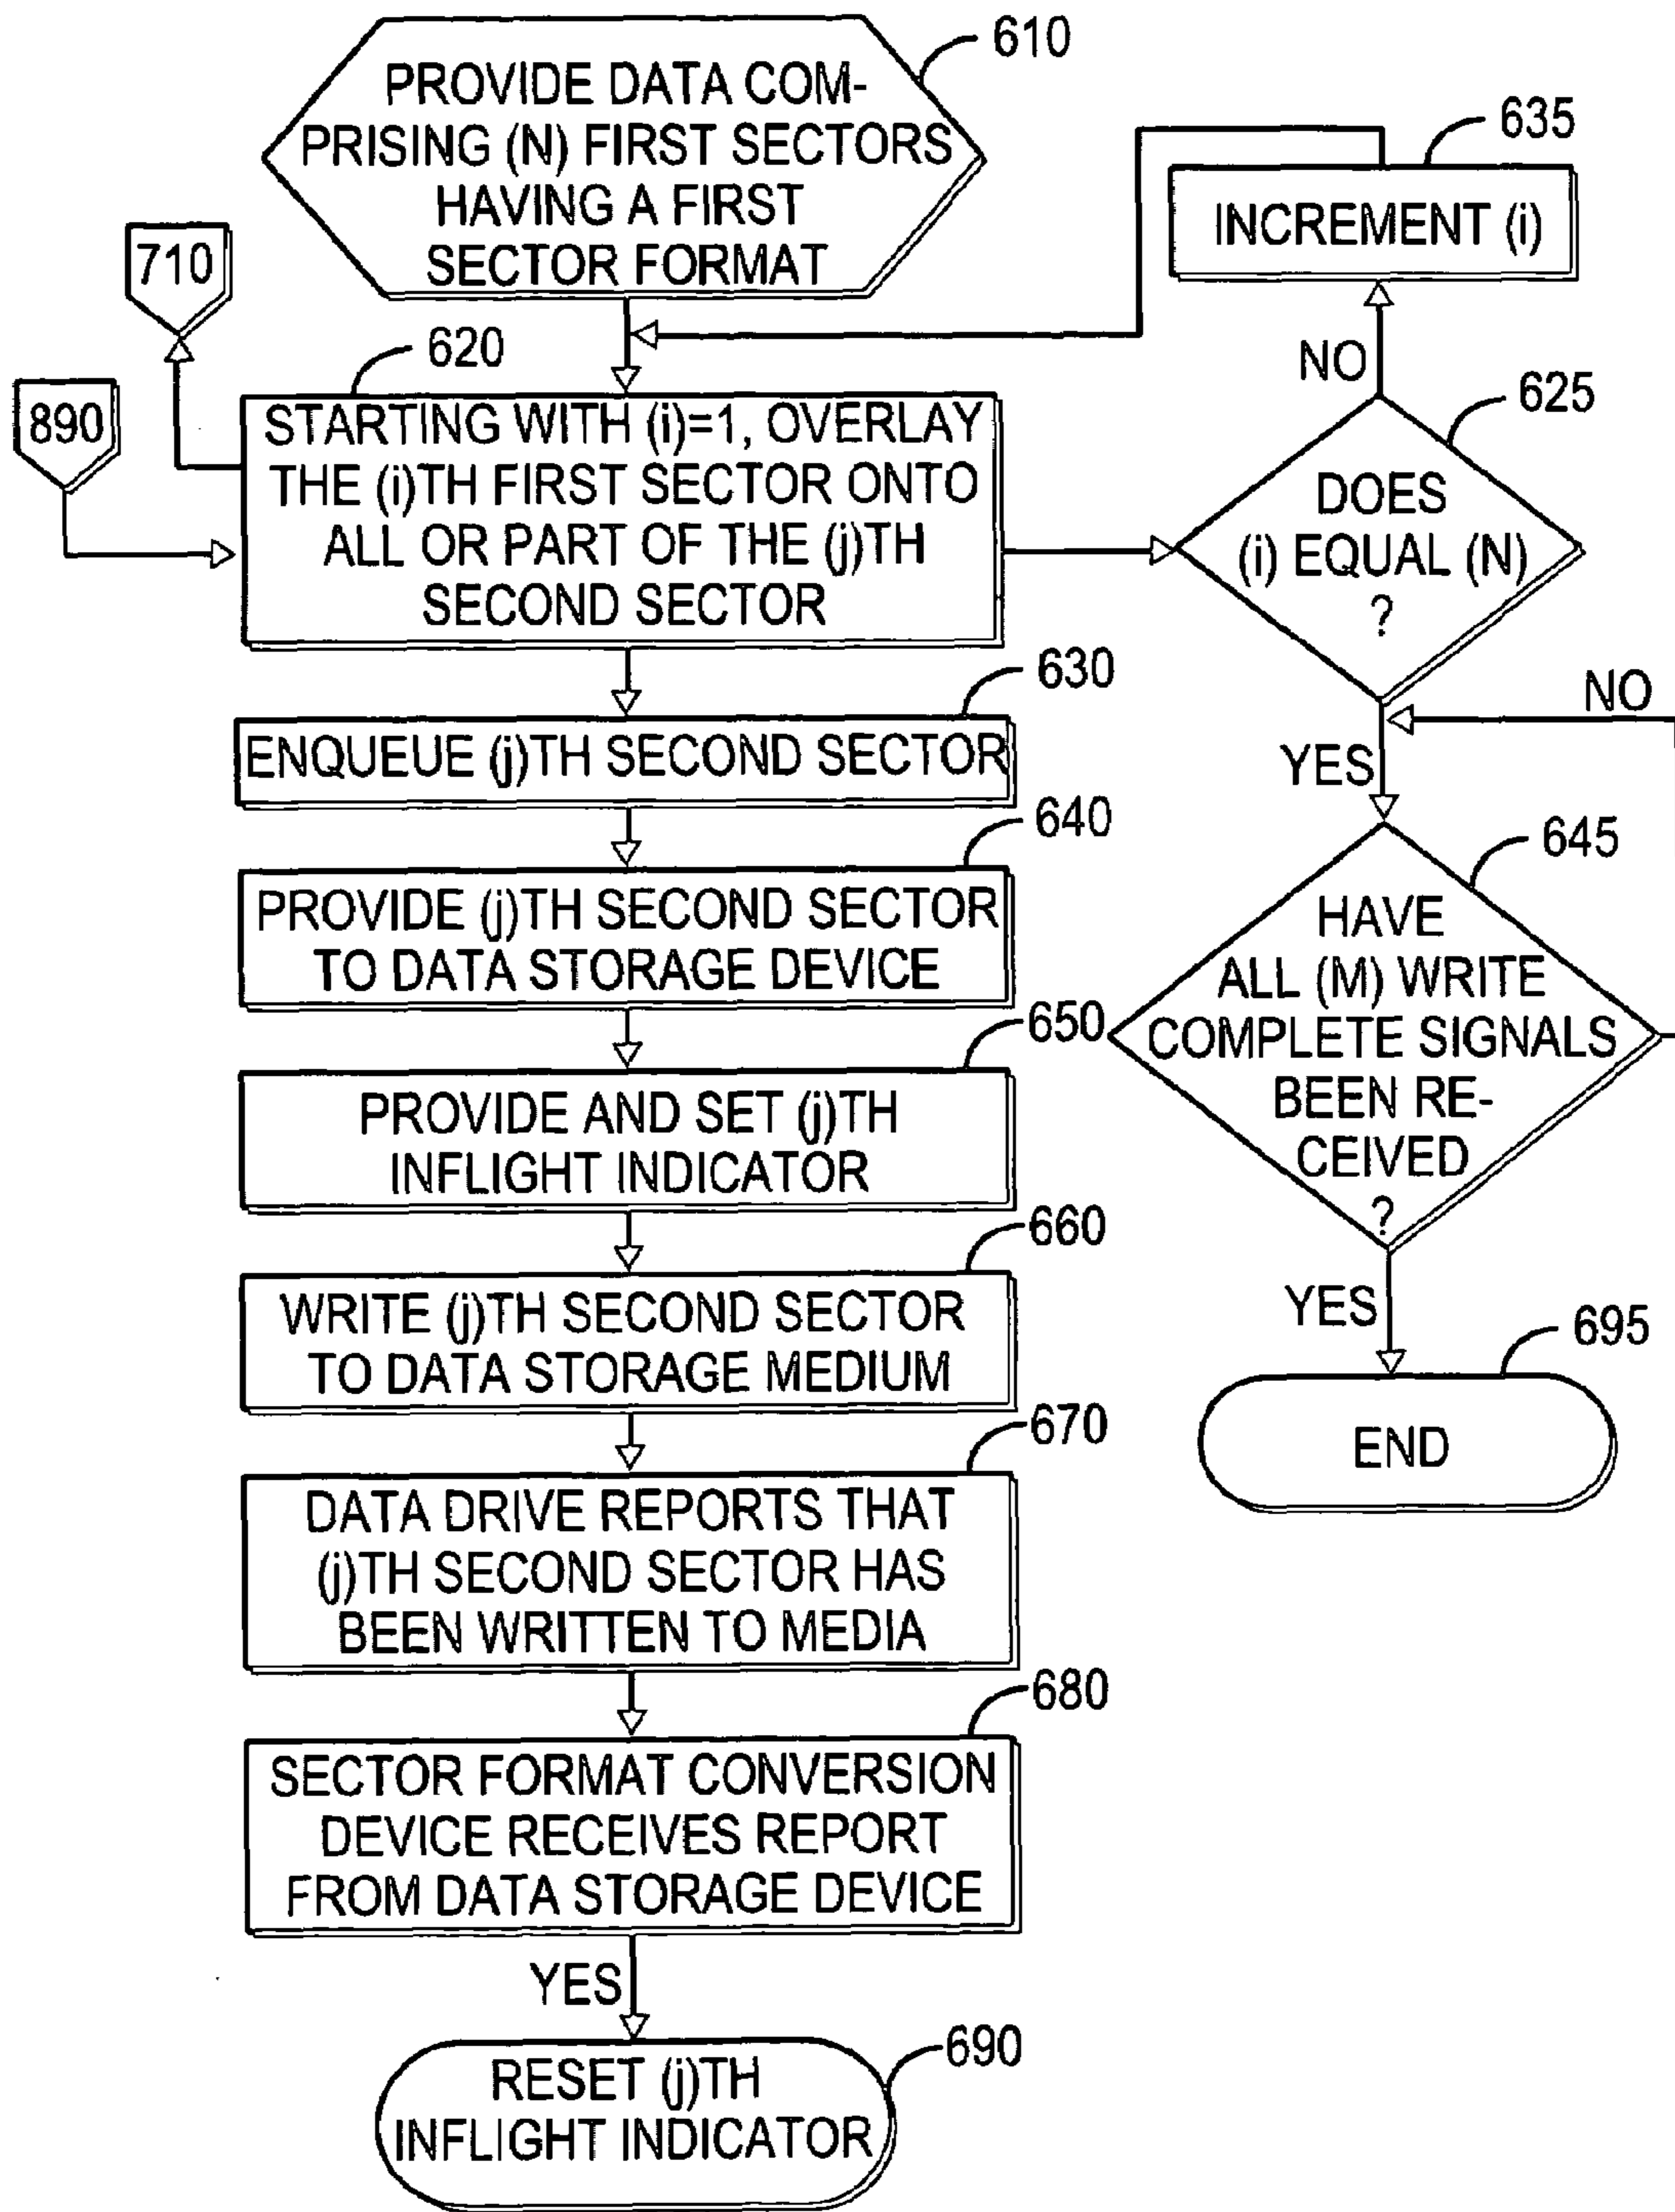 610
PROVIDE DATA COM-
PRISING (N) FIRST SECTORS
HAVING A FIRST
SECTOR FORMAT
635
INCREMENT (i)
710
890
620
STARTING WITH (i)=1, OVERLAY
THE (i)TH FIRST SECTOR ONTO
ALL OR PART OF THE (j)TH
SECOND SECTOR
NO
625
DOES
(i) EQUAL (N)
?
630
ENQUEUE (j)TH SECOND SECTOR
NO
YES
640
PROVIDE (j)TH SECOND SECTOR
TO DATA STORAGE DEVICE
645
HAVE
ALL (M) WRITE
COMPLETE SIGNALS
BEEN RE-
CEIVED
?
650
PROVIDE AND SET (j)TH
INFLIGHT INDICATOR
660
WRITE (j)TH SECOND SECTOR
TO DATA STORAGE MEDIUM
YES
695
END
670
DATA DRIVE REPORTS THAT
(j)TH SECOND SECTOR HAS
BEEN WRITTEN TO MEDIA
680
SECTOR FORMAT CONVERSION
DEVICE RECEIVES REPORT
FROM DATA STORAGE DEVICE
YES
690
RESET (j)TH
INFLIGHT INDICATOR